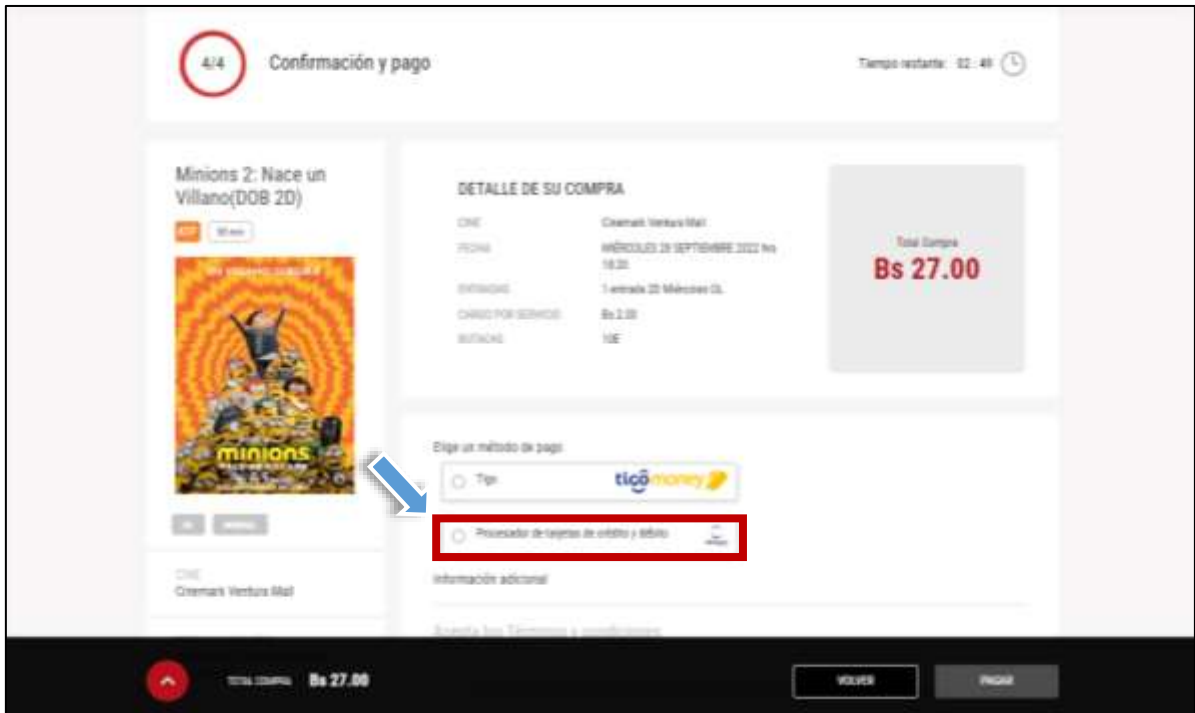 4/4
Confirmación y pago
Tiempo restante: 02 : 49
Minions 2: Nace un
Villano(DOB 2D)
minions
CINE
Cinemark Ventura Mall
DETALLE DE SU COMPRA
CINE
Cinemark Ventura Mall
FECHA
MIÉRCOLES 28 SEPTIEMBRE 2022 hrs
ENTRADAS
1 entrada 2D Miércoles OL
CARGO POR SERVICIO
Bs 2.00
BUTACAS
10E
Total Compra
Bs 27.00
Elige un método de pago
Tigo
tigo money
Procesador de tarjetas de crédito y débito
Información adicional
Acepta los Términos y condiciones
TOTAL COMPRA
Bs 27.00
VOLVER
PAGAR